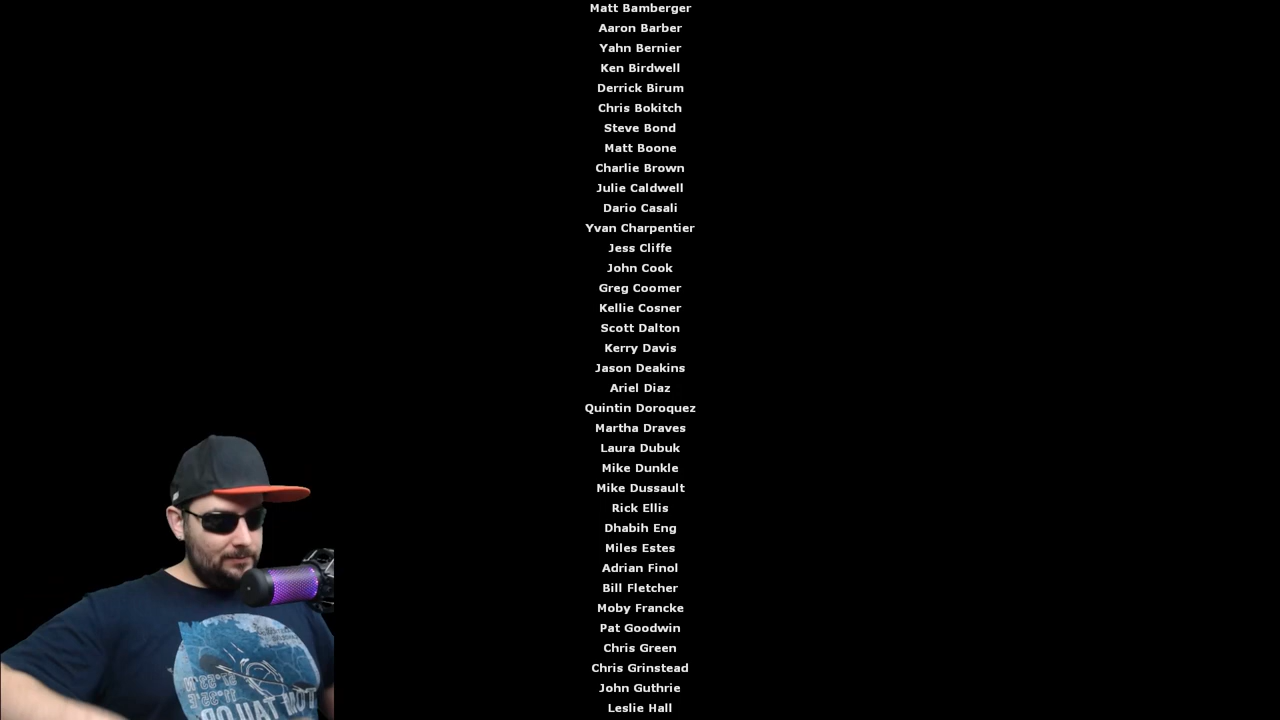 Matt Bamberger
Aaron Barber
Yahn Bernier
Ken Birdwell
Derrick Birum
Chris Bokitch
Steve Bond
Matt Boone
Charlie Brown
Julie Caldwell
Dario Casali
Yvan Charpentier
Jess Cliffe
John Cook
Greg Coomer
Kellie Cosner
Scott Dalton
Kerry Davis
Jason Deakins
Ariel Diaz
Quintin Doroquez
Martha Draves
Laura Dubuk
Mike Dunkle
Mike Dussault
Rick Ellis
Dhabih Eng
Miles Estes
Adrian Finol
Bill Fletcher
Moby Francke
Pat Goodwin
Chris Green
Chris Grinstead
John Guthrie
Leslie Hall
TOM TAILOR